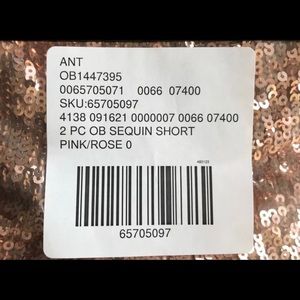 ANT
OB1447395
0065705071 0066 07400
SKU:65705097
4138 091621 0000007 0066 07400
2 PC OB SEQUIN SHORT
PINK/ROSE 0
65705097